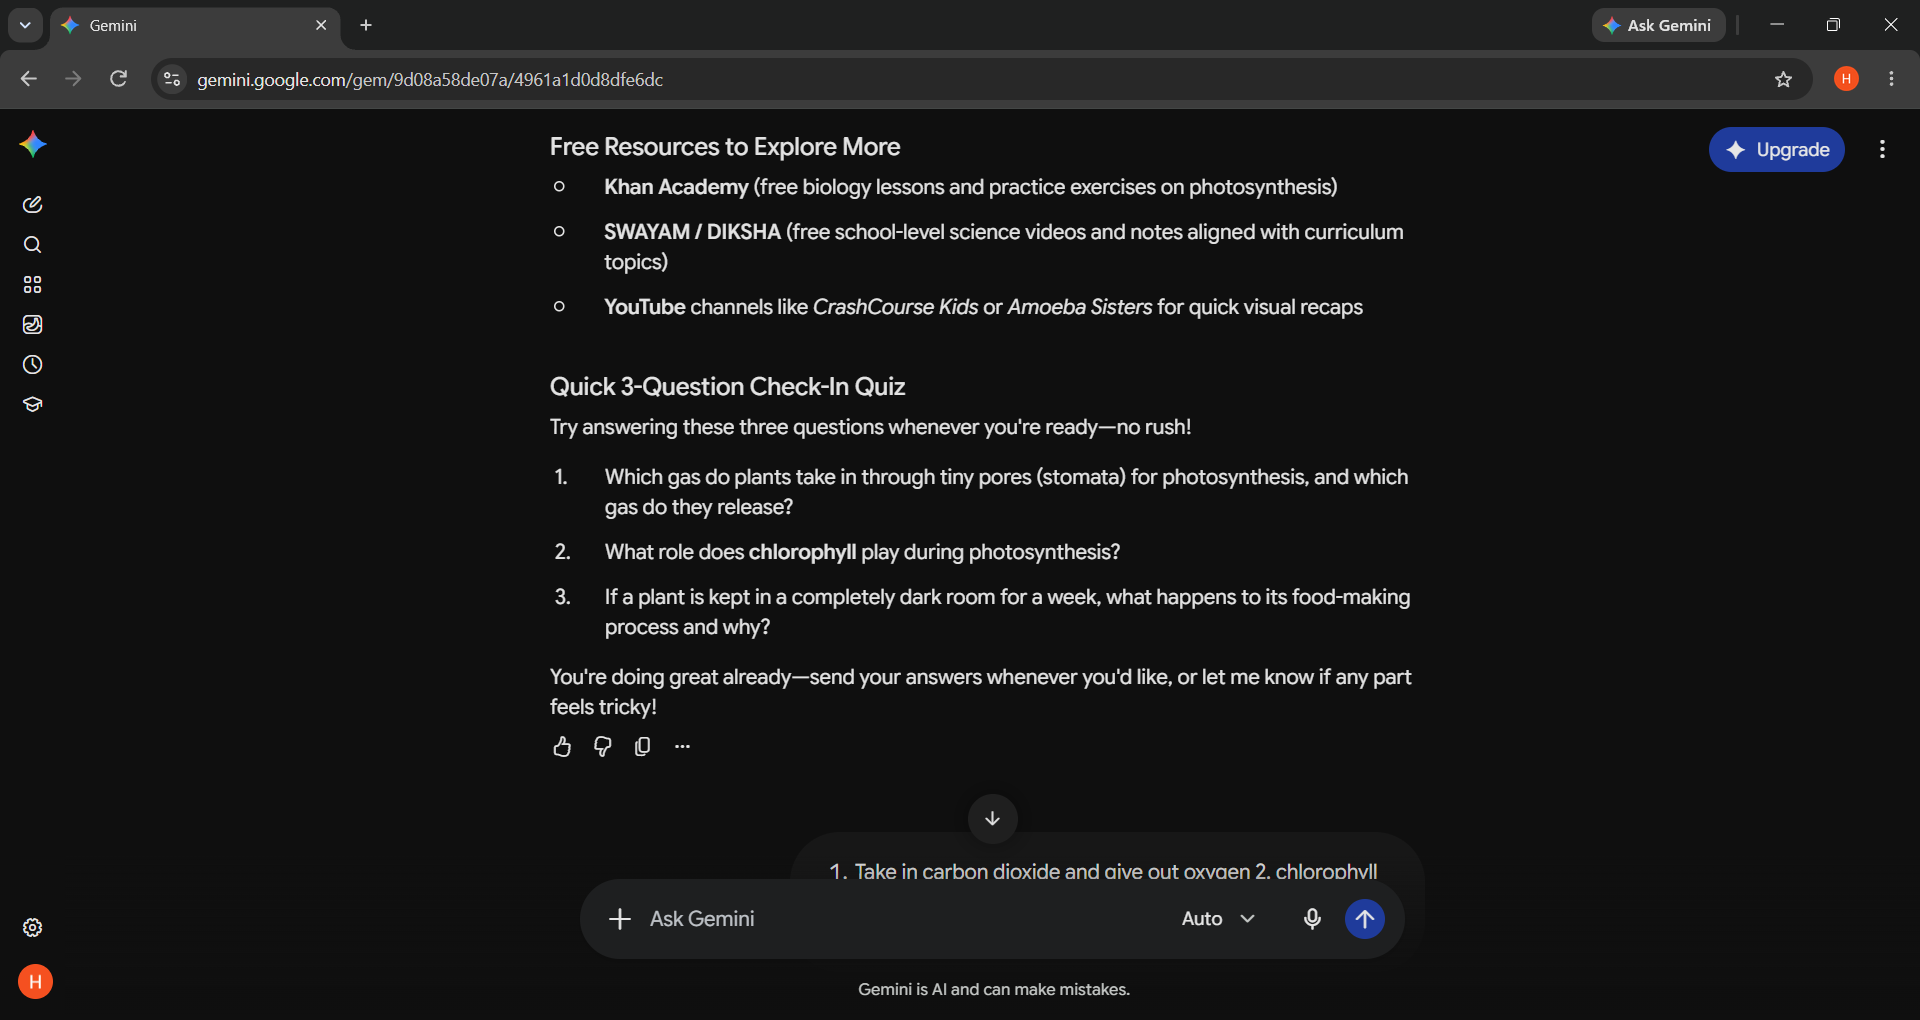 Gemini
Ask Gemini
gemini.google.com/gem/9d08a58de07a/4961a1d0d8dfe6dc
H
Upgrade
Free Resources to Explore More
Khan Academy (free biology lessons and practice exercises on photosynthesis)
SWAYAM / DIKSHA (free school-level science videos and notes aligned with curriculum
topics)
YouTube channels like CrashCourse Kids or Amoeba Sisters for quick visual recaps
Quick 3-Question Check-In Quiz
Try answering these three questions whenever you're ready—no rush!
1. Which gas do plants take in through tiny pores (stomata) for photosynthesis, and which
gas do they release?
2. What role does chlorophyll play during photosynthesis?
3. If a plant is kept in a completely dark room for a week, what happens to its food-making
process and why?
You're doing great already—send your answers whenever you'd like, or let me know if any part
feels tricky!
1. Take in carbon dioxide and give out oxygen 2. chlorophyll
Ask Gemini
Auto
H
Gemini is AI and can make mistakes.